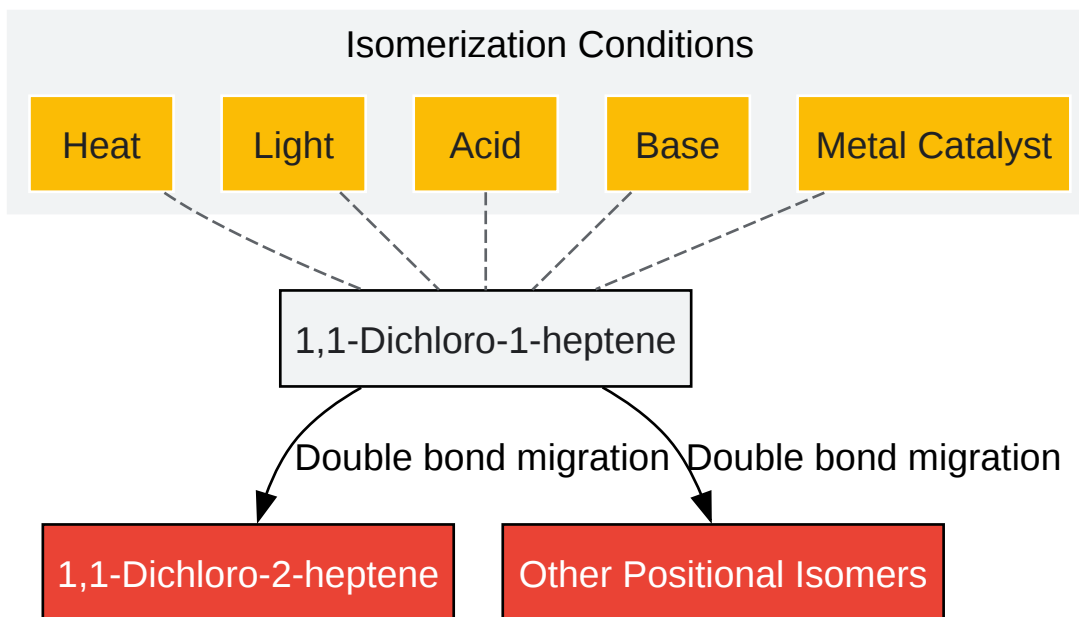 Isomerization Conditions
Heat
Light
Acid
Base
Metal Catalyst
1,1-Dichloro-1-heptene
Double bond migration
Double bond migration
1,1-Dichloro-2-heptene
Other Positional Isomers